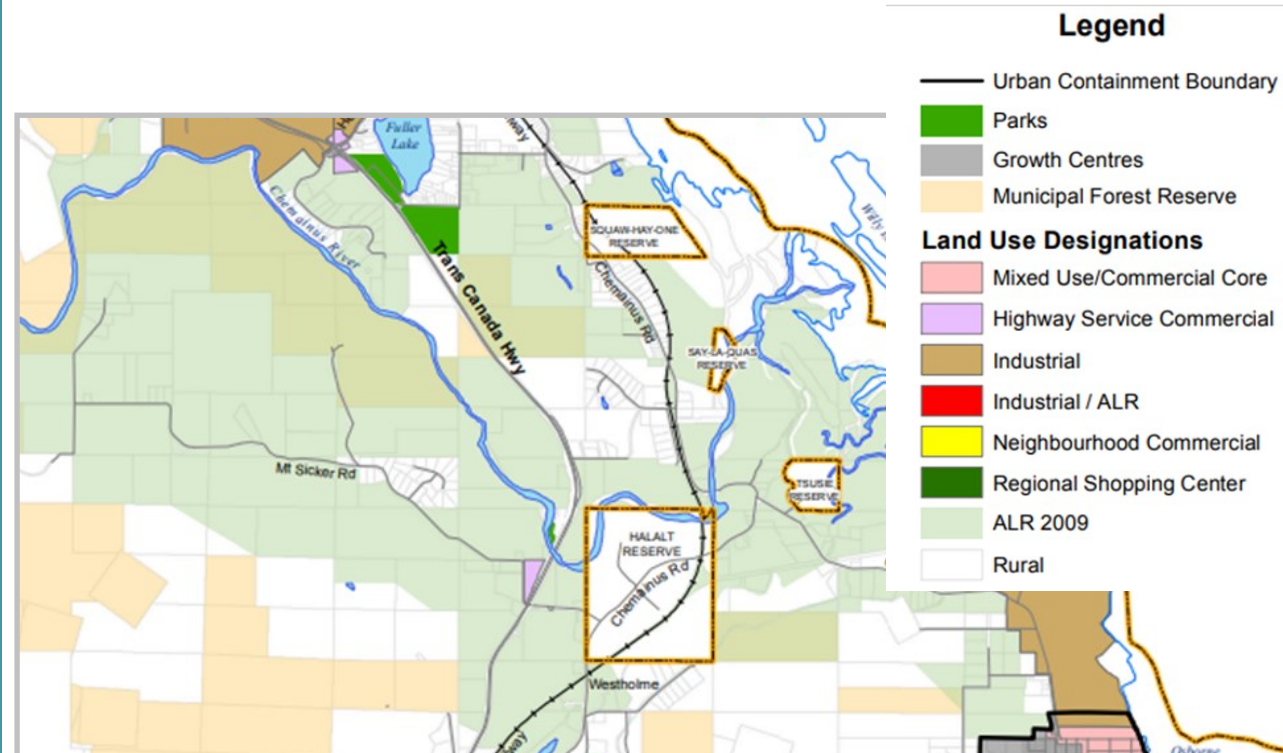 Legend
Urban Containment Boundary
Parks
Growth Centres
Municipal Forest Reserve
Land Use Designations
Mixed Use/Commercial Core
Highway Service Commercial
Industrial
Industrial / ALR
Neighbourhood Commercial
Regional Shopping Center
ALR 2009
Rural
Fuller
Lake
way
Chemainus River
SQUAW-HAY-ONE
RESERVE
Trans Canada Hwy
Chemainus Rd
SAY-LA-QUAS
RESERVE
Mt Sicker Rd
TSUSIE
RESERVE
HALALT
RESERVE
Chemainus Rd
Westholme
way
Osborne